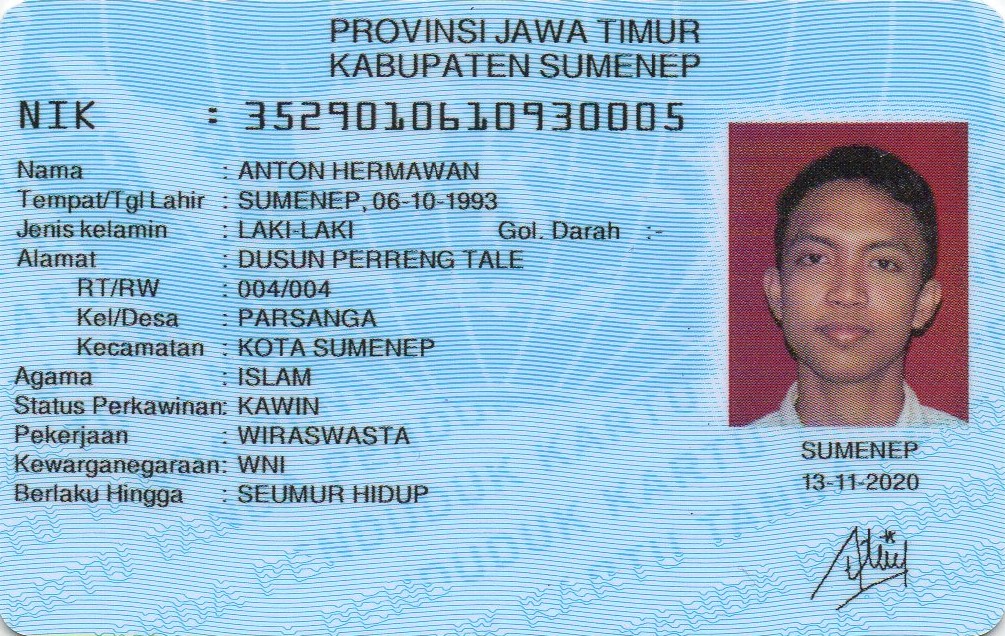 PROVINSI JAWA TIMUR
KABUPATEN SUMENEP
NIK : 3529010610930005
Nama : ANTON HERMAWAN
Tempat/Tgl Lahir : SUMENEP, 06-10-1993
Jenis kelamin : LAKI-LAKI Gol. Darah :-
Alamat : DUSUN PERRENG TALE
RT/RW : 004/004
Kel/Desa : PARSANGA
Kecamatan : KOTA SUMENEP
Agama : ISLAM
Status Perkawinan: KAWIN
Pekerjaan : WIRASWASTA
Kewarganegaraan: WNI
Berlaku Hingga : SEUMUR HIDUP
SUMENEP
13-11-2020